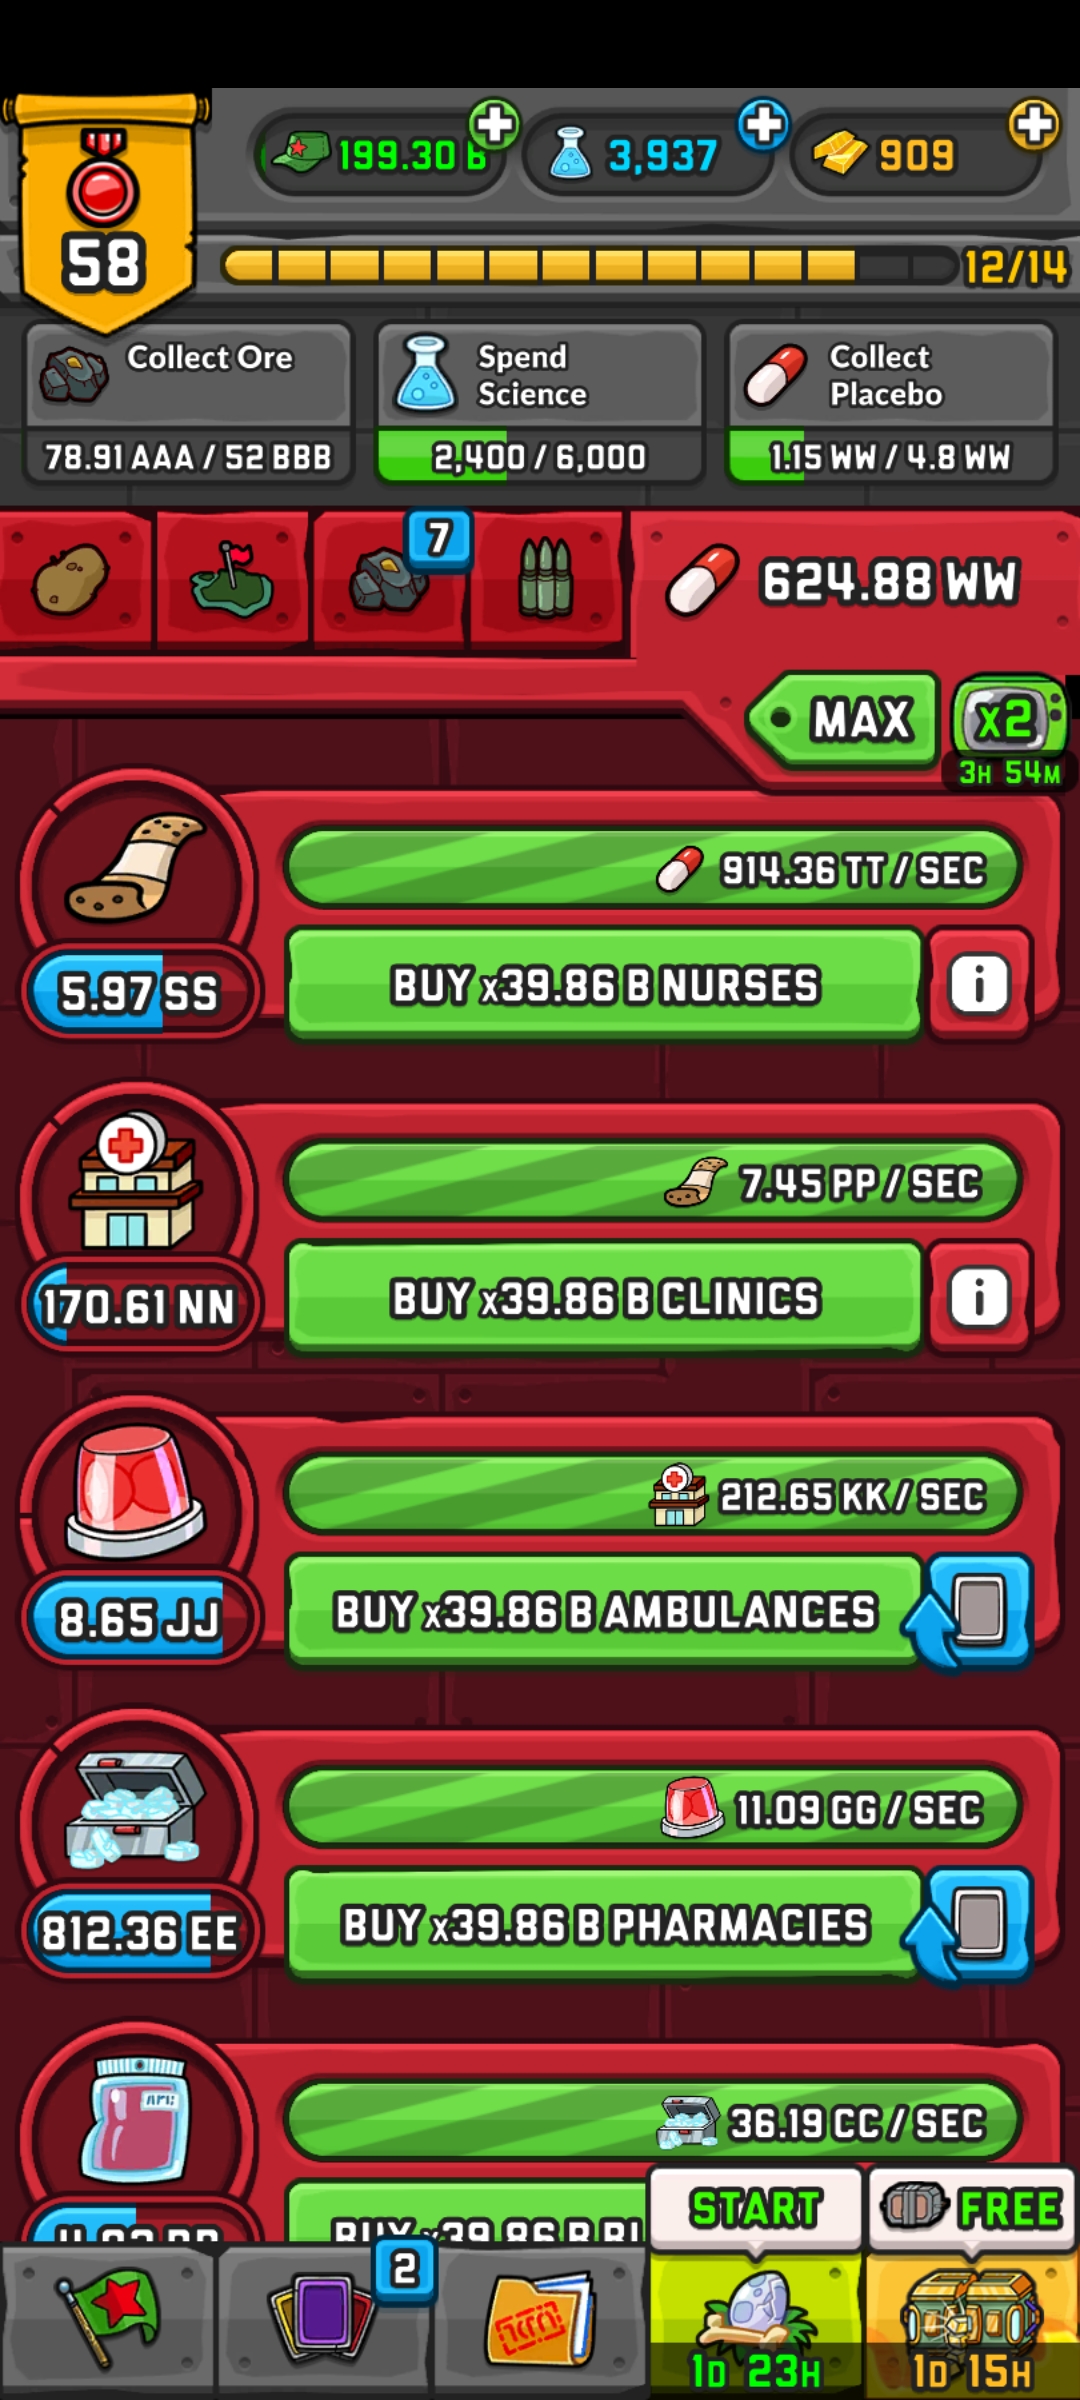 58
199.30 B
3,937
909
12/14
Collect Ore
78.91 AAA / 52 BBB
Spend
Science
2,400 / 6,000
Collect
Placebo
1.15 WW / 4.8 WW
7
624.88 WW
MAX
x2
3H 54M
914.36 TT / SEC
5.97 SS
BUY x39.86 B NURSES
i
7.45 PP / SEC
170.61 NN
BUY x39.86 B CLINICS
i
212.65 KK / SEC
8.65 JJ
BUY x39.86 B AMBULANCES
11.09 GG / SEC
812.36 EE
BUY x39.86 B PHARMACIES
36.19 CC / SEC
BUY x39.86 B
START
FREE
2
1D 23H
1D 15H